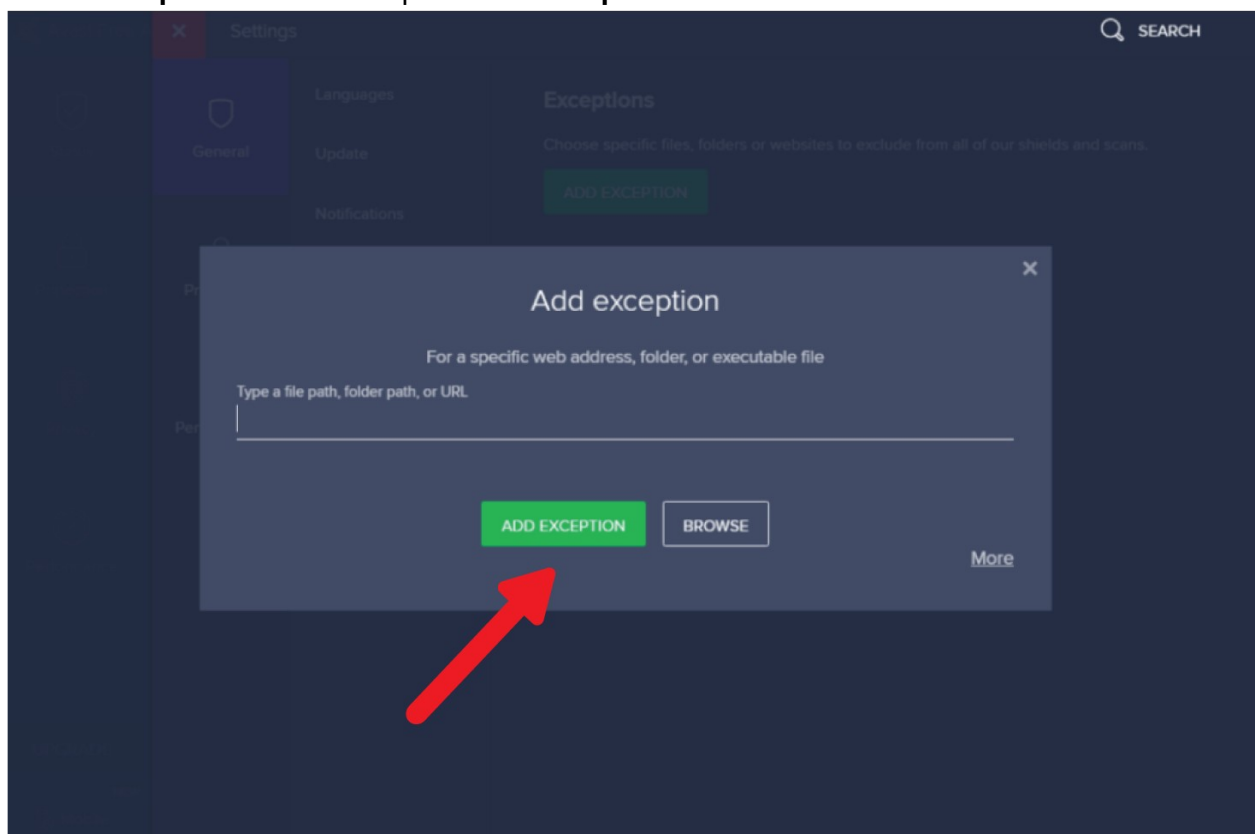 Settings
SEARCH
Languages
Exceptions
General
Update
Choose specific files, folders or websites to exclude from all of our shields and scans.
ADD EXCEPTION
Notifications
Add exception
For a specific web address, folder, or executable file
Type a file path, folder path, or URL
ADD EXCEPTION
BROWSE
More